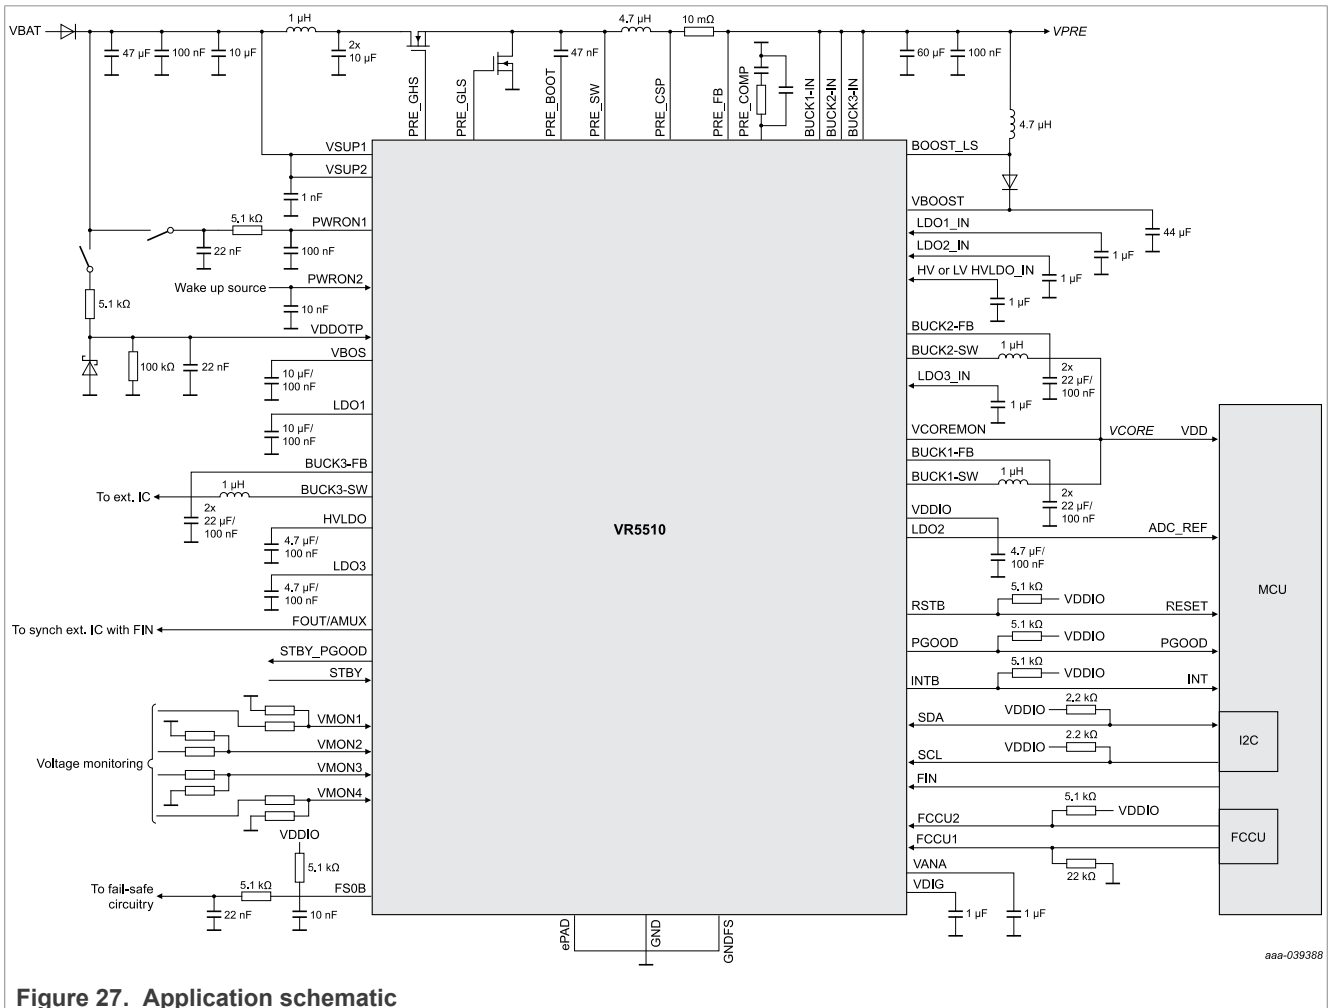 VBAT
47 µF
100 nF
10 µF
1 µH
2x
10 µF
47 nF
4.7 µH
10 mΩ
60 µF
100 nF
VPRE
PRE_GHS
PRE_GLS
PRE_BOOT
PRE_SW
PRE_CSP
PRE_FB
PRE_COMP
BUCK1-IN
BUCK2-IN
BUCK3-IN
4.7 µH
VSUP1
VSUP2
1 nF
5.1 kΩ
PWRON1
22 nF
100 nF
PWRON2
Wake up source
10 nF
5.1 kΩ
VDDOTP
100 kΩ
22 nF
VBOS
10 µF/
100 nF
LDO1
10 µF/
100 nF
BUCK3-FB
1 µH
BUCK3-SW
To ext. IC
2x
22 µF/
100 nF
HVLDO
4.7 µF/
100 nF
LDO3
4.7 µF/
100 nF
FOUT/AMUX
To synch ext. IC with FIN
STBY_PGOOD
STBY
VMON1
VMON2
Voltage monitoring
VMON3
VMON4
VDDIO
5.1 kΩ
To fail-safe
circuitry
5.1 kΩ
FS0B
22 nF
10 nF
VR5510
ePAD
GND
GNDFS
BOOST_LS
VBOOST
44 µF
LDO1_IN
1 µF
LDO2_IN
1 µF
HV or LV HVLDO_IN
1 µF
BUCK2-FB
BUCK2-SW
1 µH
2x
22 µF/
100 nF
LDO3_IN
1 µF
VCOREMON
VCORE
VDD
BUCK1-FB
BUCK1-SW
1 µH
2x
22 µF/
100 nF
VDDIO
LDO2
ADC_REF
4.7 µF/
100 nF
5.1 kΩ
VDDIO
RSTB
RESET
5.1 kΩ
VDDIO
PGOOD
PGOOD
5.1 kΩ
VDDIO
INTB
INT
2.2 kΩ
VDDIO
SDA
2.2 kΩ
VDDIO
SCL
I2C
FIN
5.1 kΩ
VDDIO
FCCU2
FCCU1
FCCU
22 kΩ
VANA
VDIG
1 µF
1 µF
MCU
aaa-039388
Figure 27. Application schematic